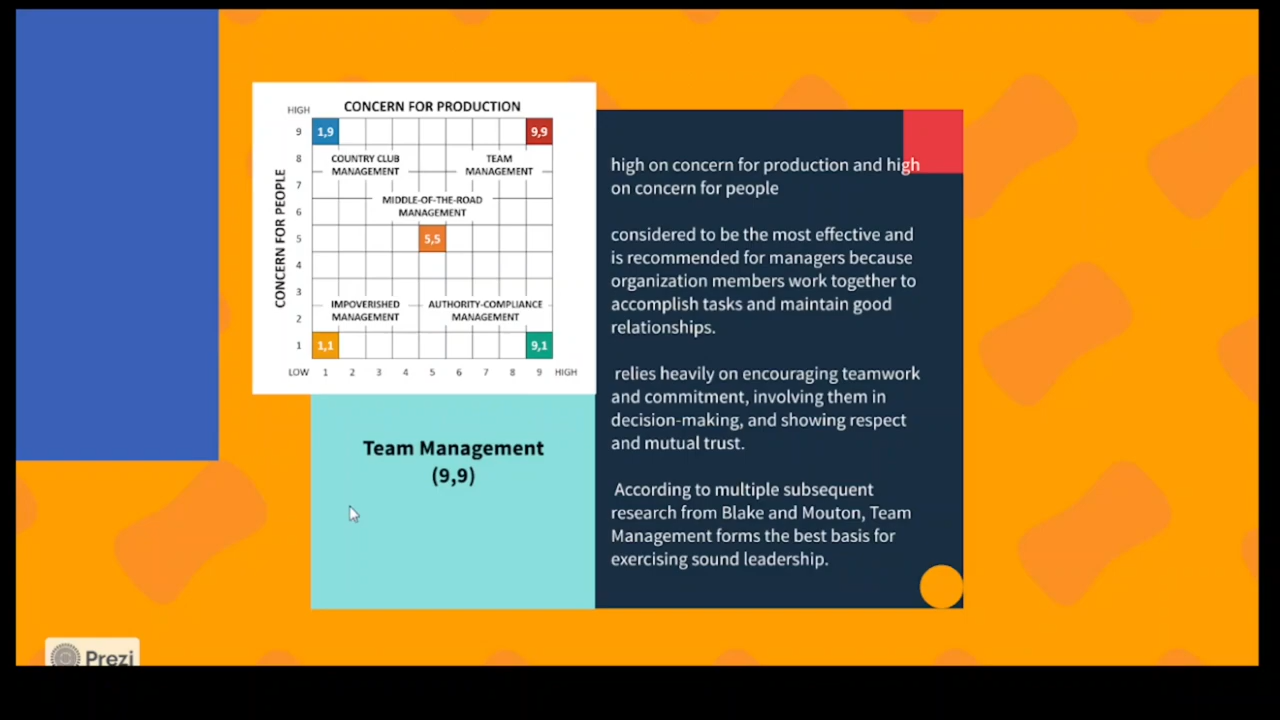 CONCERN FOR PRODUCTION
HIGH
CONCERN FOR PEOPLE
9 1,9 9,9
8 COUNTRY CLUB TEAM
MANAGEMENT MANAGEMENT
7
MIDDLE-OF-THE-ROAD
6 MANAGEMENT
5 5,5
4
3
IMPOVERISHED AUTHORITY-COMPLIANCE
2 MANAGEMENT MANAGEMENT
1 1,1 9,1
LOW 1 2 3 4 5 6 7 8 9 HIGH
Team Management
(9,9)
high on concern for production and high
on concern for people
considered to be the most effective and
is recommended for managers because
organization members work together to
accomplish tasks and maintain good
relationships.
relies heavily on encouraging teamwork
and commitment, involving them in
decision-making, and showing respect
and mutual trust.
According to multiple subsequent
research from Blake and Mouton, Team
Management forms the best basis for
exercising sound leadership.
Prezi